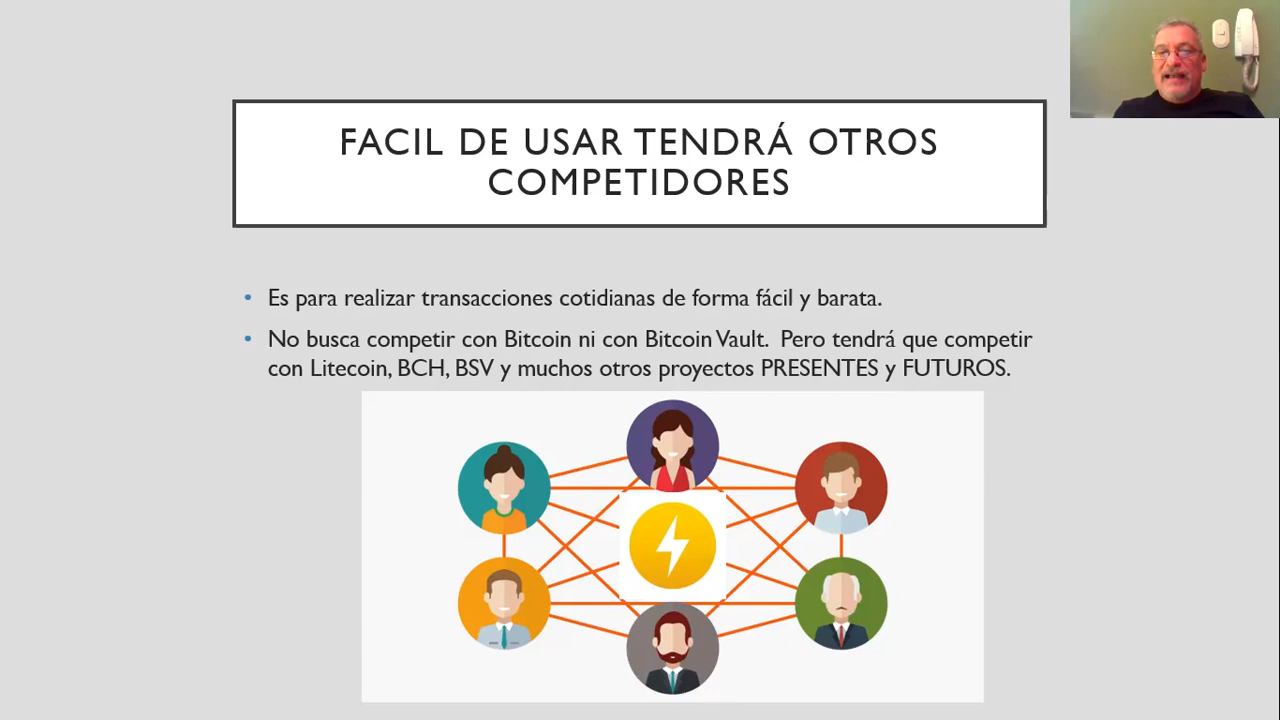 FACIL DE USAR TENDRÁ OTROS
COMPETIDORES
• Es para realizar transacciones cotidianas de forma fácil y barata.
• No busca competir con Bitcoin ni con Bitcoin Vault. Pero tendrá que competir
con Litecoin, BCH, BSV y muchos otros proyectos PRESENTES y FUTUROS.